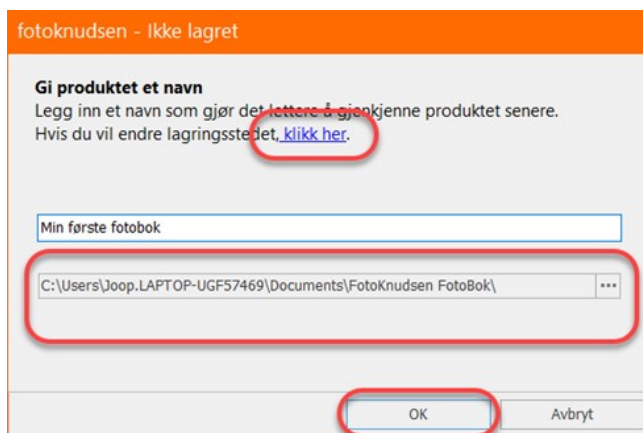 fotoknudsen - Ikke lagret
Gi produktet et navn
Legg inn et navn som gjør det lettere å gjenkjenne produktet senere.
Hvis du vil endre lagringsstedet, klikk her.
Min første fotobok
C:\Users\Joop.LAPTOP-UGF57469\Documents\FotoKnudsen FotoBok\
...
OK
Avbryt